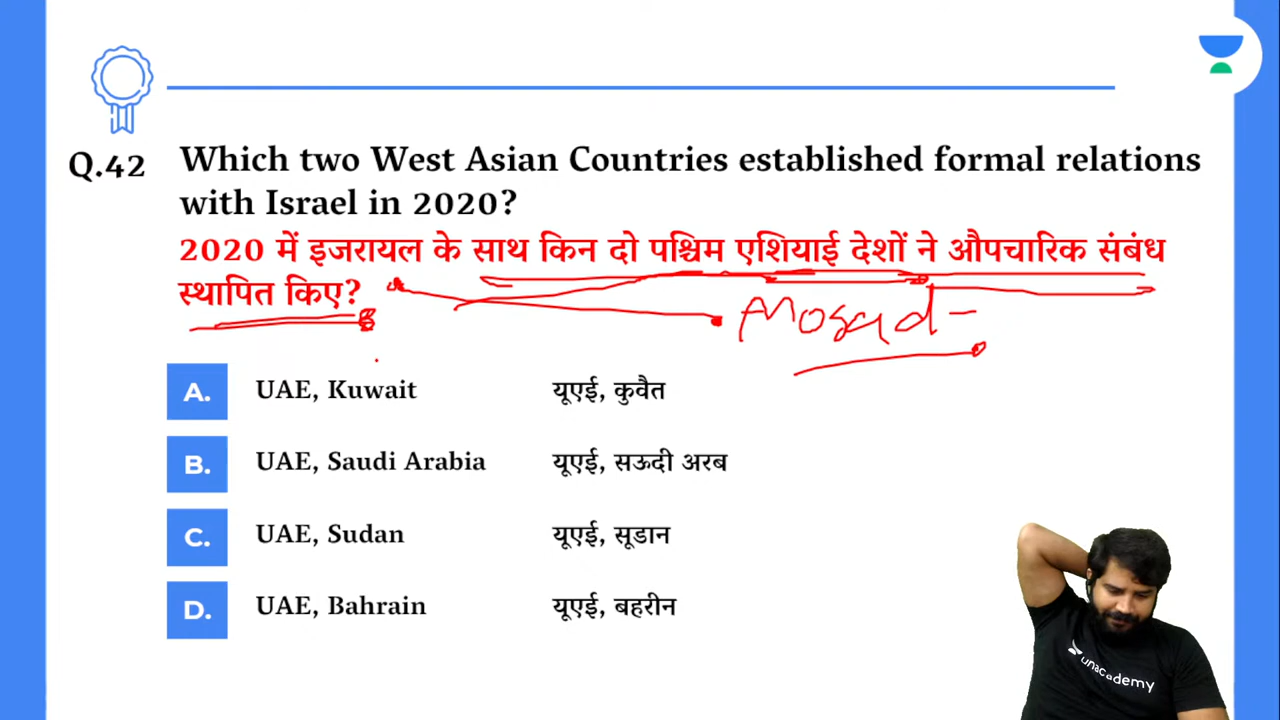 Q.42 Which two West Asian Countries established formal relations
with Israel in 2020?
2020 में इजरायल के साथ किन दो पश्चिम एशियाई देशों ने औपचारिक संबंध
स्थापित किए?
Mosad-
A. UAE, Kuwait यूएई, कुवैत
B. UAE, Saudi Arabia यूएई, सऊदी अरब
C. UAE, Sudan यूएई, सूडान
D. UAE, Bahrain यूएई, बहरीन
unacademy